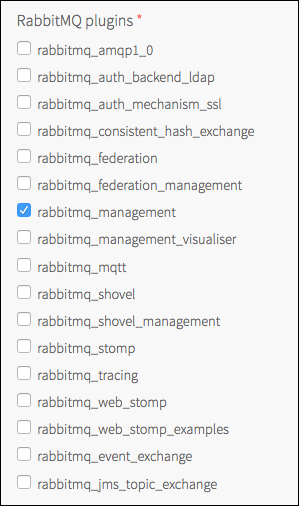 RabbitMQ plugins *
rabbitmq_amqp1_0
rabbitmq_auth_backend_ldap
rabbitmq_auth_mechanism_ssl
rabbitmq_consistent_hash_exchange
rabbitmq_federation
rabbitmq_federation_management
rabbitmq_management
rabbitmq_management_visualiser
rabbitmq_mqtt
rabbitmq_shovel
rabbitmq_shovel_management
rabbitmq_stomp
rabbitmq_tracing
rabbitmq_web_stomp
rabbitmq_web_stomp_examples
rabbitmq_event_exchange
rabbitmq_jms_topic_exchange